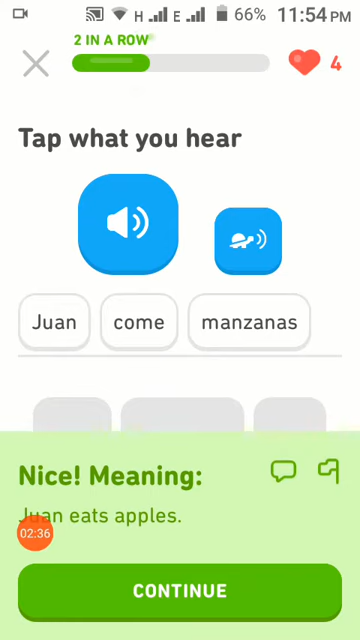 H E 66% 11:54 PM
2 IN A ROW
4
Tap what you hear
Juan come manzanas
Nice! Meaning:
Juan eats apples.
02:36
CONTINUE